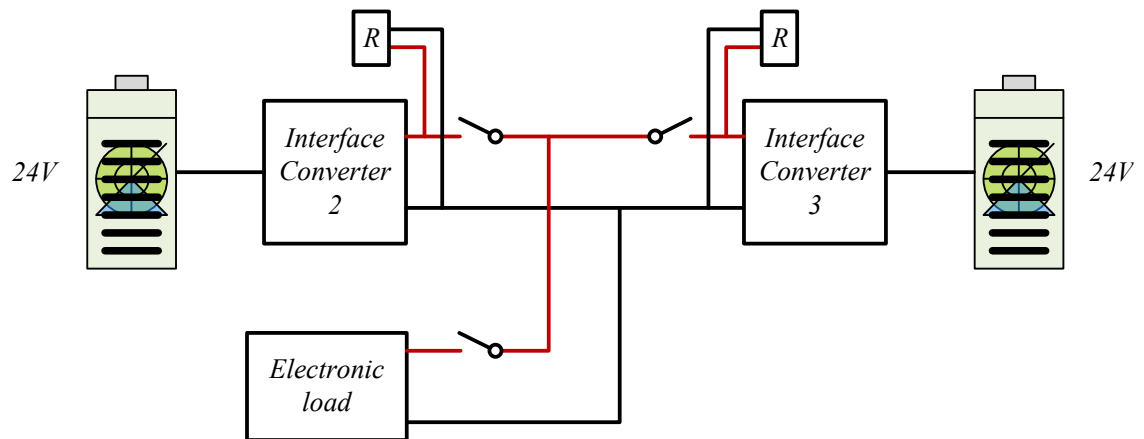 R
R
24V
Interface
Converter
2
Interface
Converter
3
24V
Electronic
load